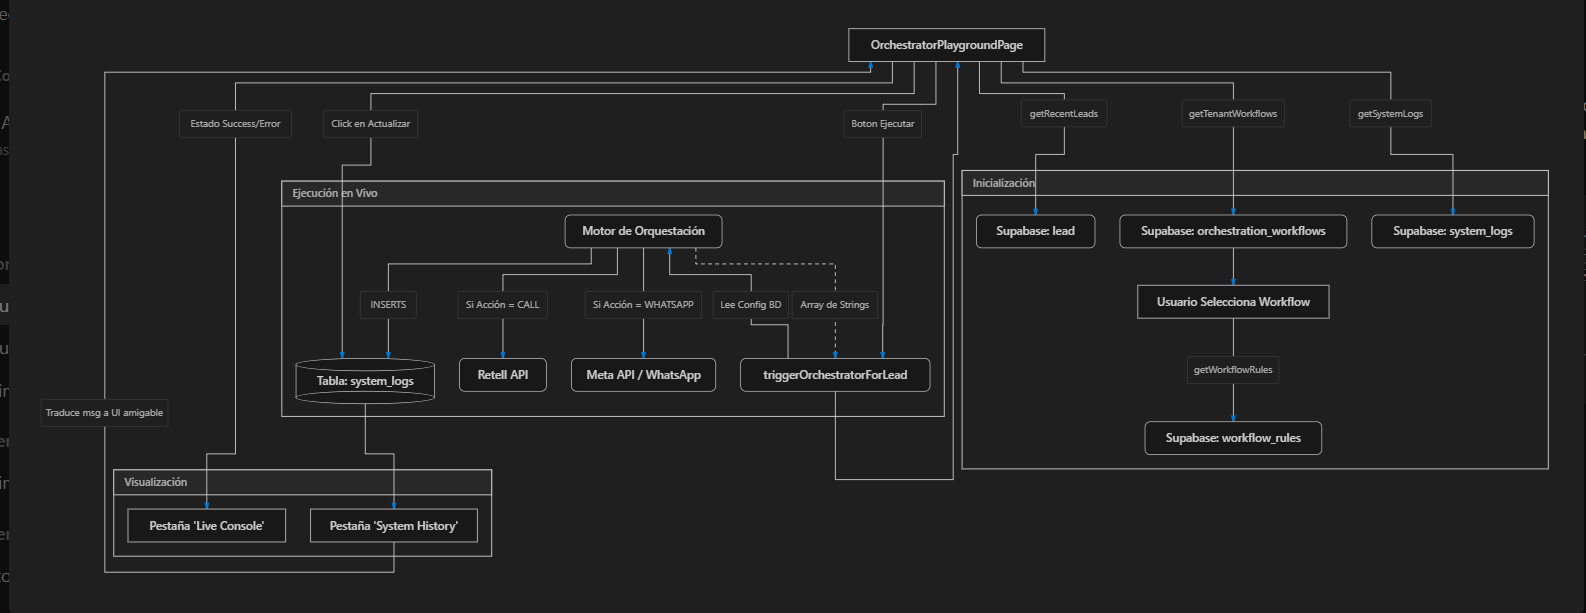 OrchestratorPlaygroundPage
Estado Success/Error
Click en Actualizar
Boton Ejecutar
getRecentLeads
getTenantWorkflows
getSystemLogs
Ejecución en Vivo
Motor de Orquestación
INSERTS
Si Acción = CALL
Si Acción = WHATSAPP
Lee Config BD
Array de Strings
Tabla: system_logs
Retell API
Meta API / WhatsApp
triggerOrchestratorForLead
Inicialización
Supabase: lead
Supabase: orchestration_workflows
Supabase: system_logs
Usuario Selecciona Workflow
getWorkflowRules
Supabase: workflow_rules
Traduce msg a UI amigable
Visualización
Pestaña 'Live Console'
Pestaña 'System History'